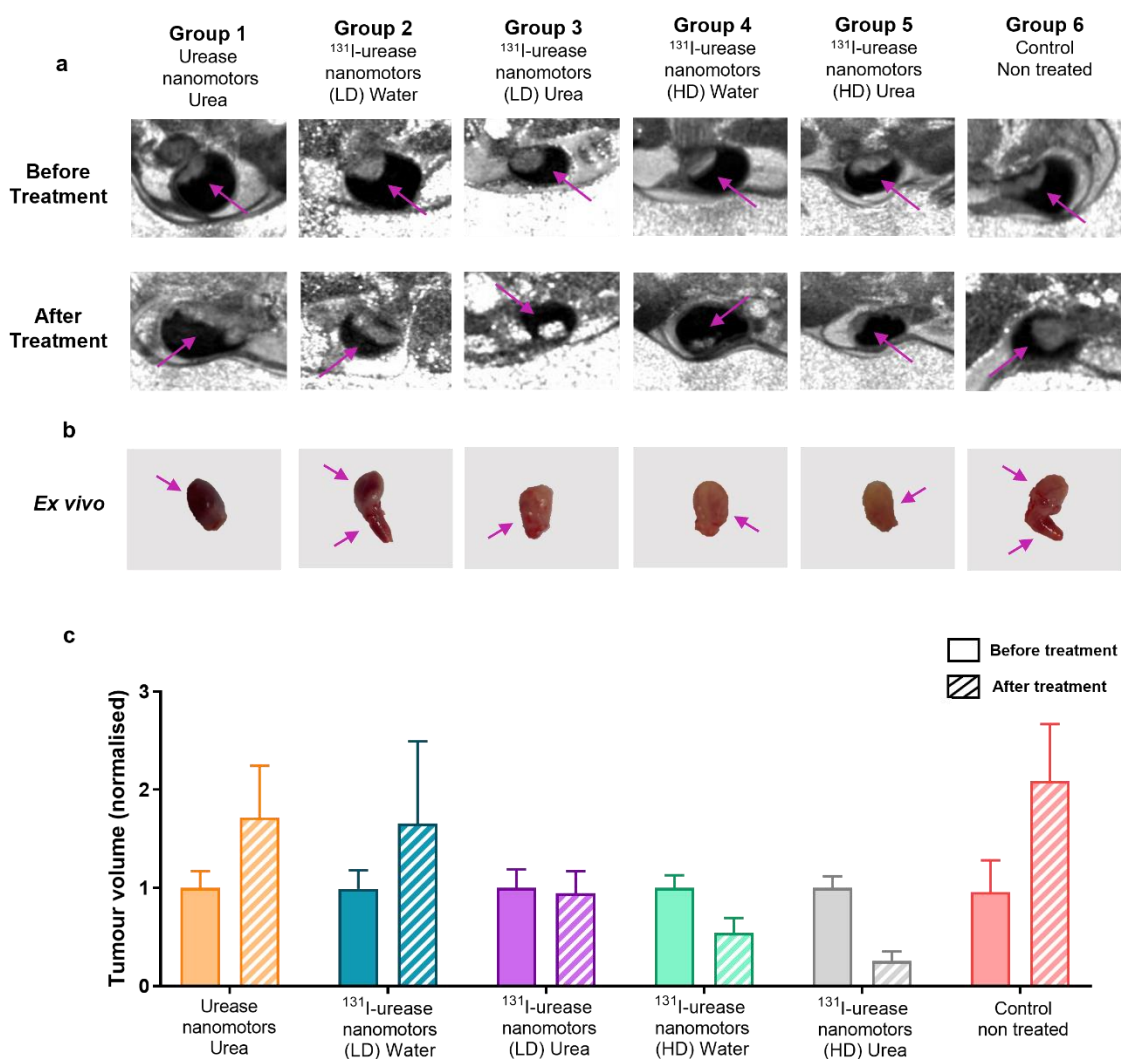 Group 1
Urease
nanomotors
Urea
Group 2
¹³¹I-urease
nanomotors
(LD) Water
Group 3
¹³¹I-urease
nanomotors
(LD) Urea
Group 4
¹³¹I-urease
nanomotors
(HD) Water
Group 5
¹³¹I-urease
nanomotors
(HD) Urea
Group 6
Control
Non treated
a
Before
Treatment
After
Treatment
b
Ex vivo
c
Before treatment
After treatment
Tumour volume (normalised)
3
2
1
0
Urease
nanomotors
Urea
¹³¹I-urease
nanomotors
(LD) Water
¹³¹I-urease
nanomotors
(LD) Urea
¹³¹I-urease
nanomotors
(HD) Water
¹³¹I-urease
nanomotors
(HD) Urea
Control
non treated